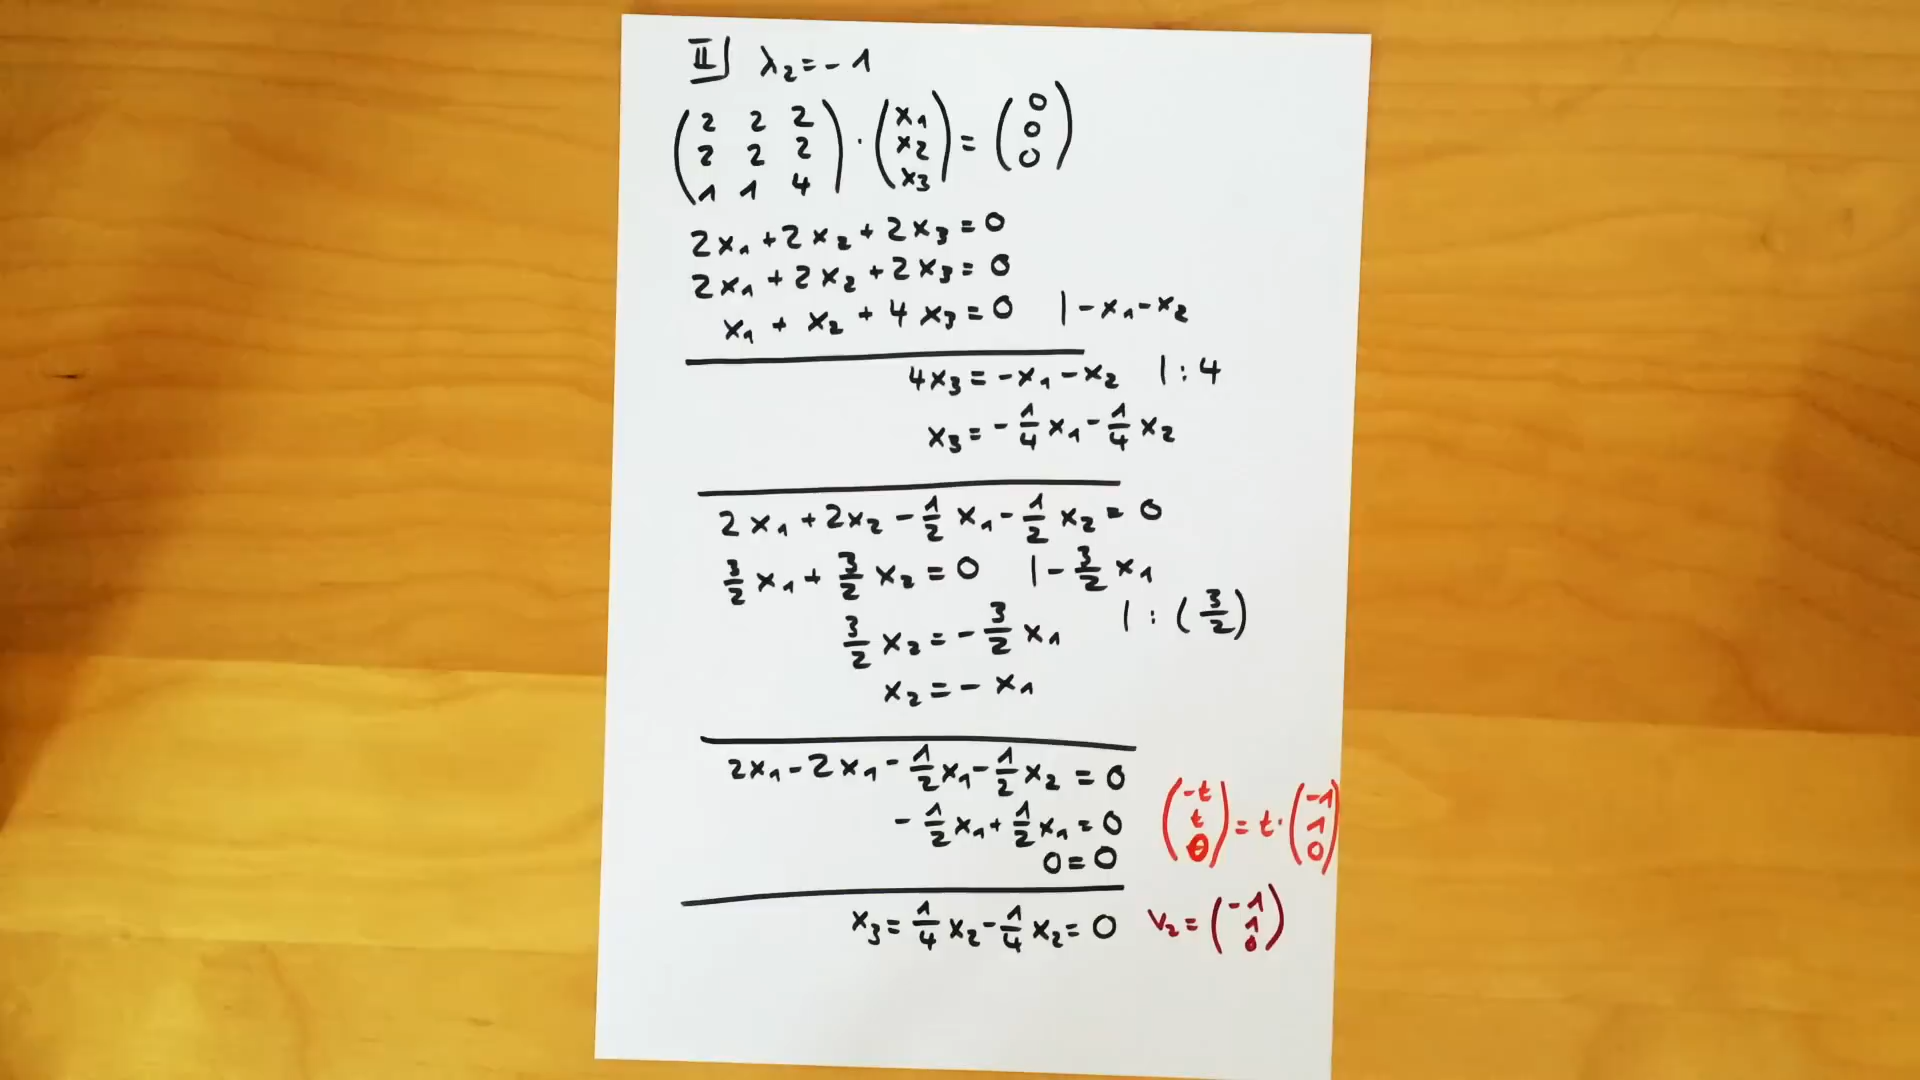 II] λ₂ = -1
(2 2 2; 2 2 2; 1 1 4) · (x₁; x₂; x₃) = (0; 0; 0)
2x₁ + 2x₂ + 2x₃ = 0
2x₁ + 2x₂ + 2x₃ = 0
x₁ + x₂ + 4x₃ = 0 | -x₁ - x₂
4x₃ = -x₁ - x₂ | : 4
x₃ = -1/4 x₁ - 1/4 x₂
2x₁ + 2x₂ - 1/2 x₁ - 1/2 x₂ = 0
3/2 x₁ + 3/2 x₂ = 0 | -3/2 x₁
3/2 x₂ = -3/2 x₁ | : (3/2)
x₂ = -x₁
2x₁ - 2x₁ - 1/2 x₁ - 1/2 x₂ = 0
-1/2 x₁ + 1/2 x₁ = 0
0 = 0
(-t; t; 0) = t · (-1; 1; 0)
x₃ = 1/4 x₂ - 1/4 x₂ = 0
v₂ = (-1; 1; 0)